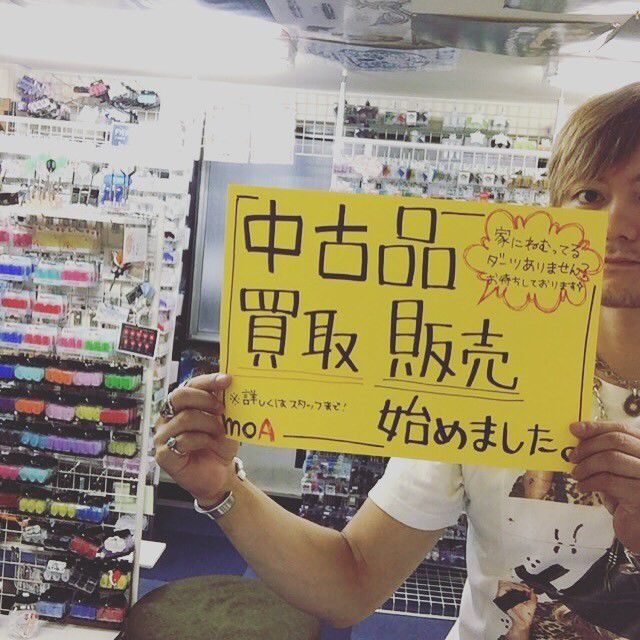 中古品
家にねむってる
ダーツありませんか?
お待ちしております
買取 販売
※詳しくはスタッフまで!
moA
始めました。